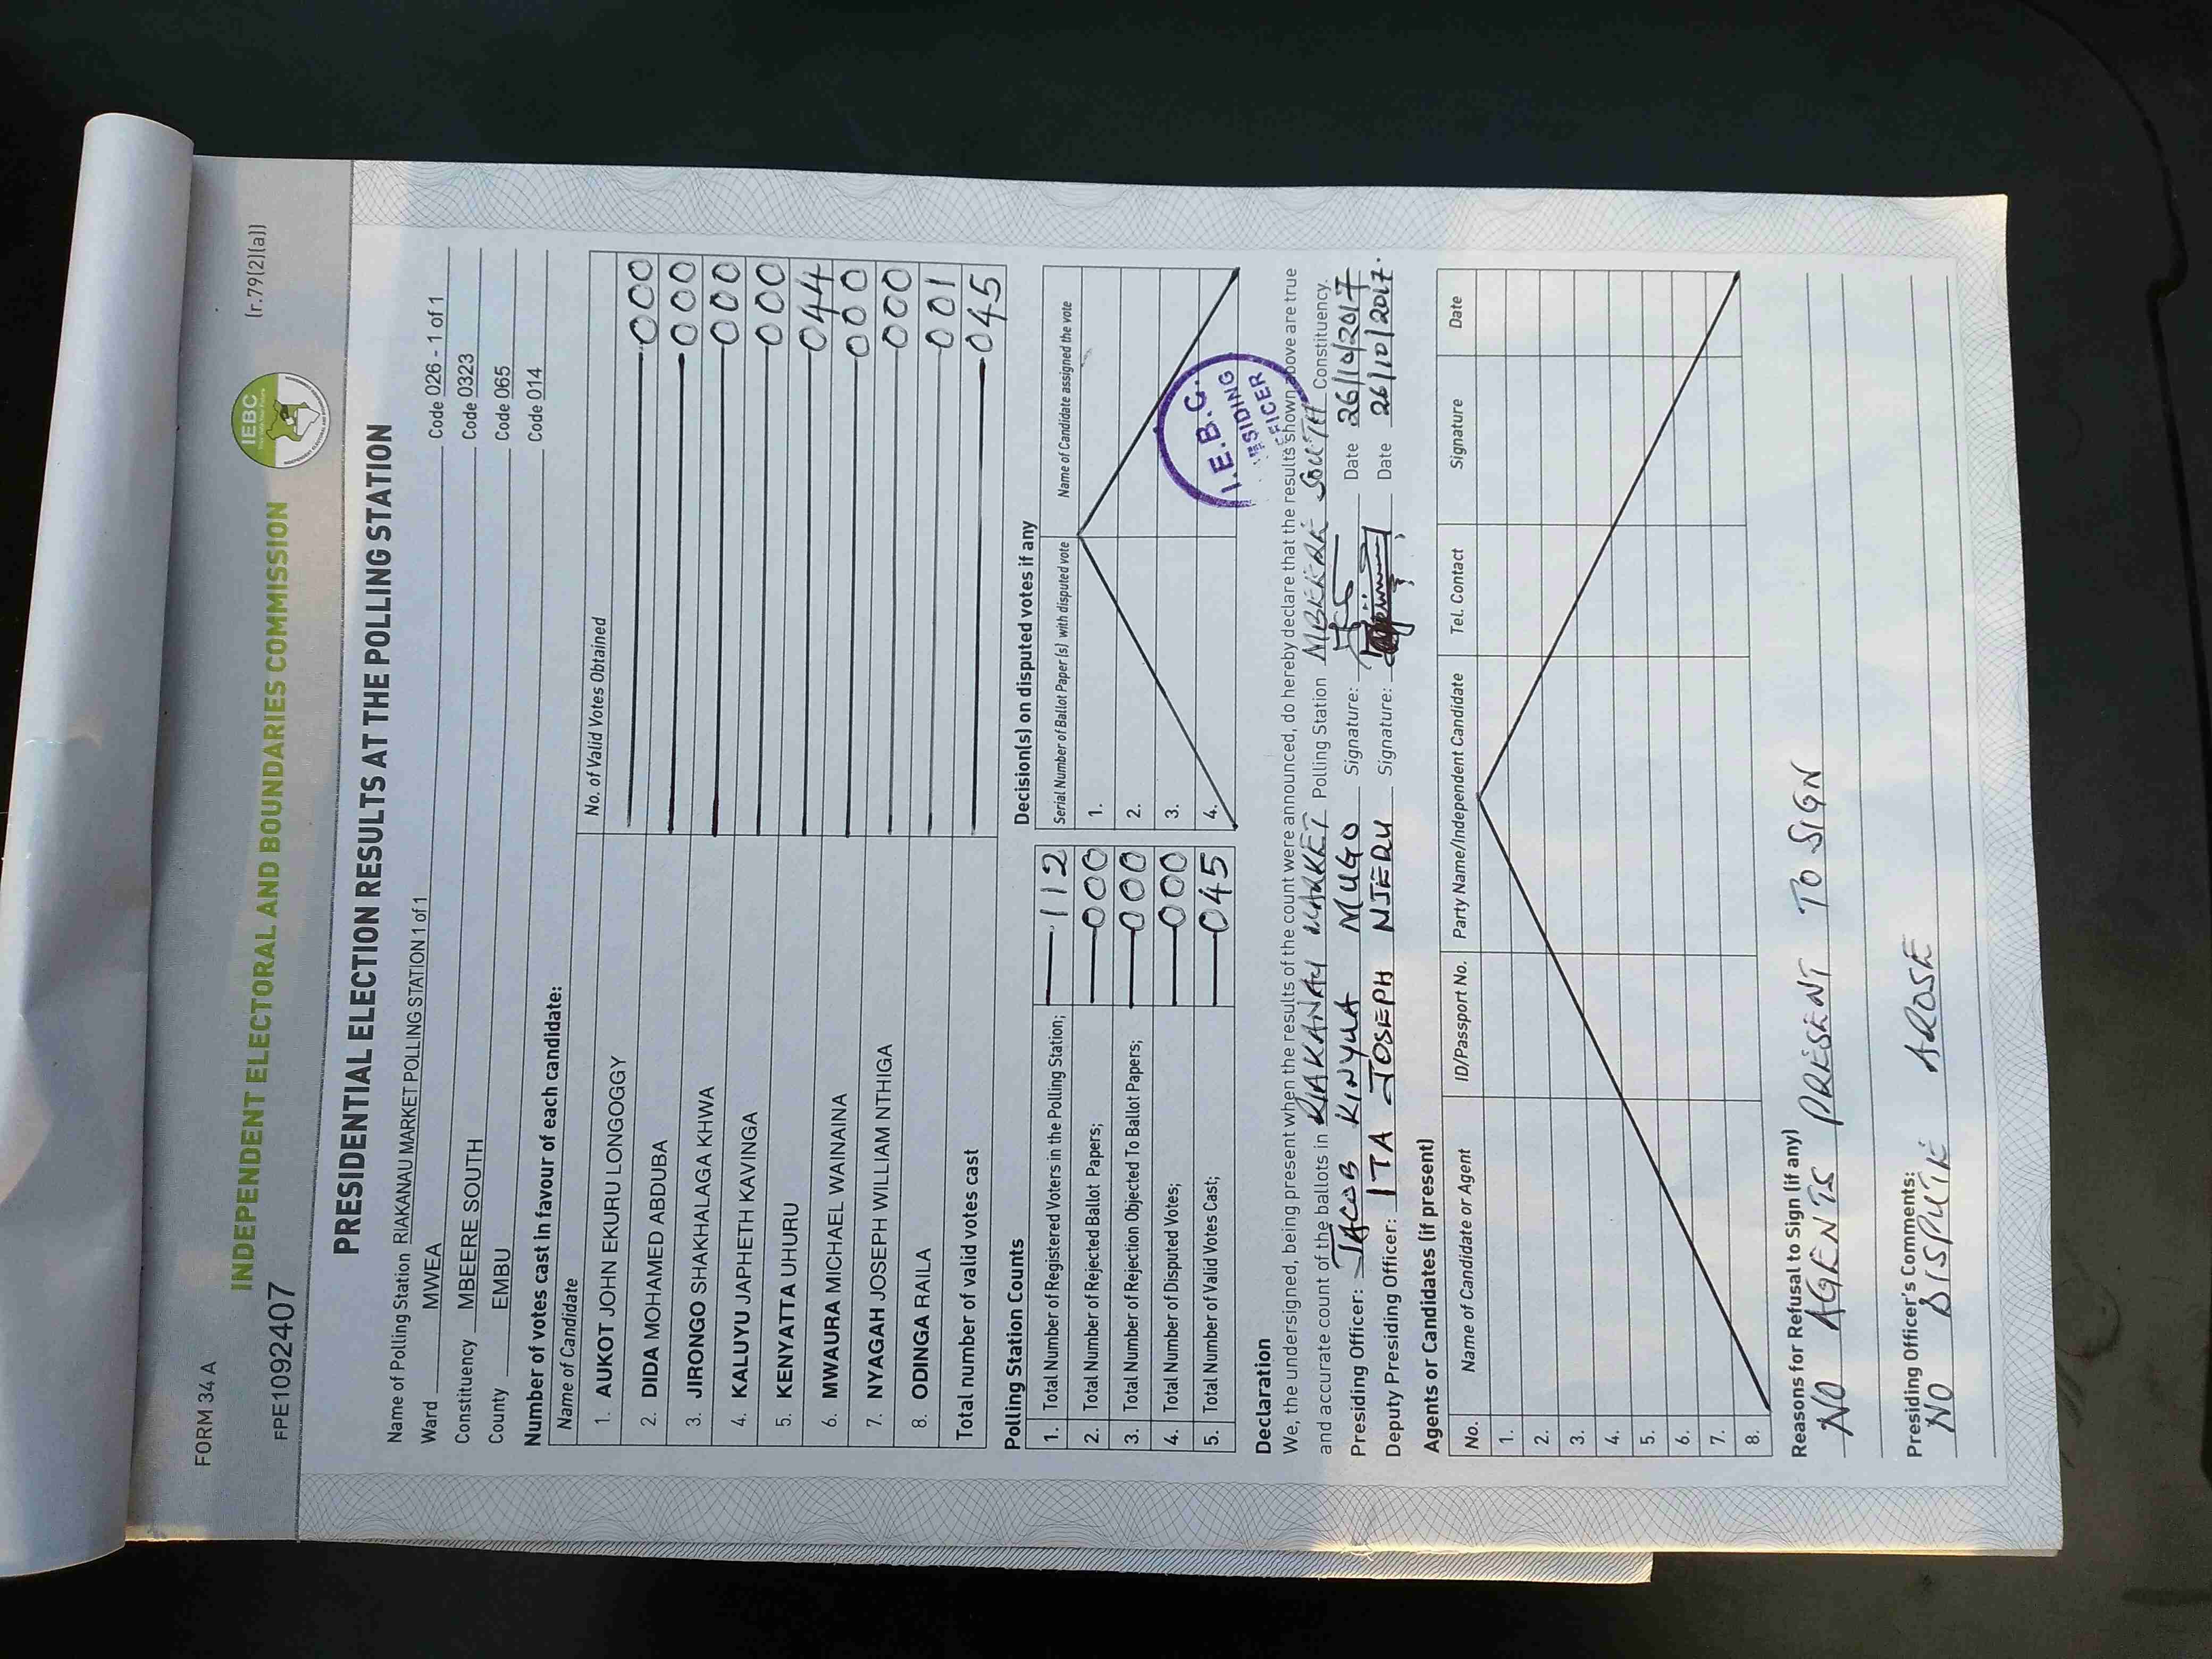 FORM 34 A
(r.79(2)(a))
INDEPENDENT ELECTORAL AND BOUNDARIES COMMISSION
IEBC
FPE1092407
PRESIDENTIAL ELECTION RESULTS AT THE POLLING STATION
Name of Polling Station RIAKANAU MARKET POLLING STATION 1 of 1 Code 026 - 1 of 1
Ward MWEA Code 0323
Constituency MBEERE SOUTH Code 065
County EMBU Code 014
Number of votes cast in favour of each candidate:
Name of Candidate No. of Valid Votes Obtained
1. AUKOT JOHN EKURU LONGOGGY 000
2. DIDA MOHAMED ABDUBA 000
3. JIRONGO SHAKHALAGA KHWA 000
4. KALUYU JAPHETH KAVINGA 000
5. KENYATTA UHURU 044
6. MWAURA MICHAEL WAINAINA 000
7. NYAGAH JOSEPH WILLIAM NTHIGA 000
8. ODINGA RAILA 001
Total number of valid votes cast 045
Polling Station Counts
1. Total Number of Registered Voters in the Polling Station; 112
2. Total Number of Rejected Ballot Papers; 000
3. Total Number of Rejection Objected To Ballot Papers; 000
4. Total Number of Disputed Votes; 000
5. Total Number of Valid Votes Cast; 045
Decision(s) on disputed votes if any
Serial Number of Ballot Paper (s) with disputed vote Name of Candidate assigned the vote
1.
2.
3.
4.
I.E.B.C.
PRESIDING
OFFICER
Declaration
We, the undersigned, being present when the results of the count were announced, do hereby declare that the results shown above are true
and accurate count of the ballots in RIAKANAU MARKET Polling Station MBEERE SOUTH Constituency.
Presiding Officer: JACOB KINYUA MUGO Signature: Date 26/10/2017
Deputy Presiding Officer: ITA JOSEPH NJERU Signature: Date 26/10/2017.
Agents or Candidates (if present)
No. Name of Candidate or Agent ID/Passport No. Party Name/Independent Candidate Tel. Contact Signature Date
1.
2.
3.
4.
5.
6.
7.
8.
Reasons for Refusal to Sign (if any)
NO AGENTS PRESENT TO SIGN
Presiding Officer's Comments:
NO DISPUTE AROSE